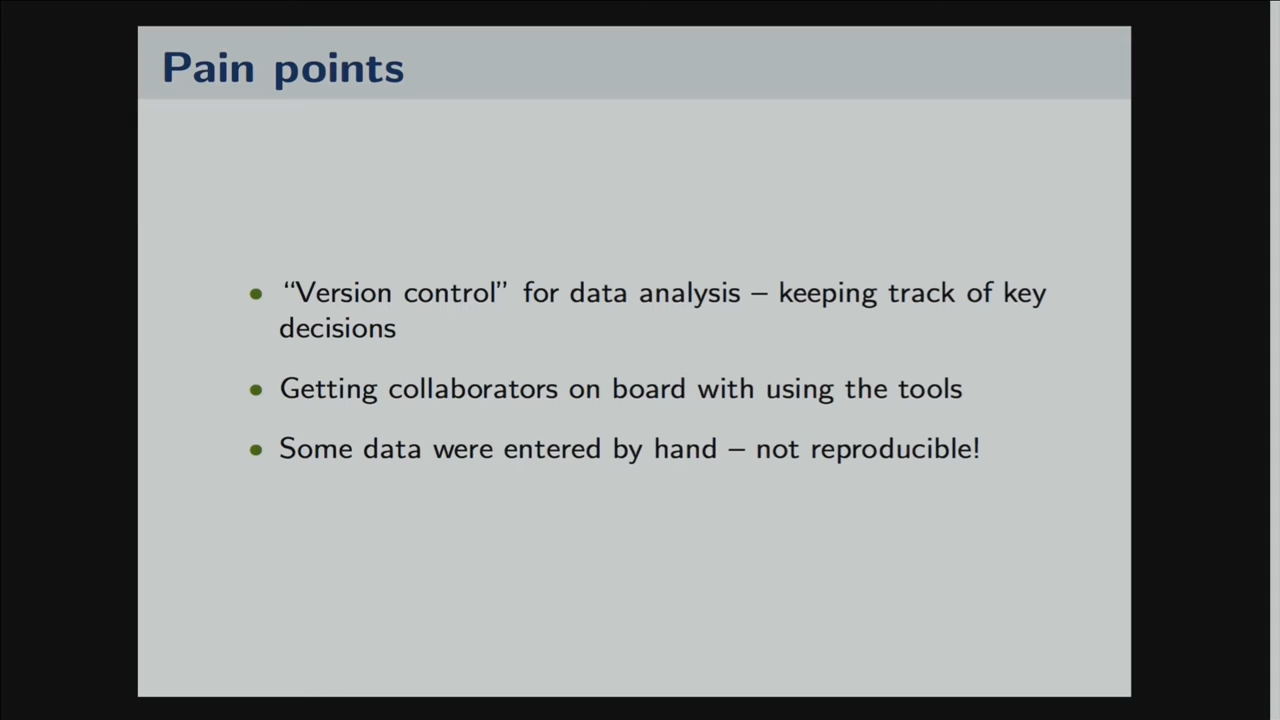 Pain points
“Version control” for data analysis – keeping track of key
decisions
Getting collaborators on board with using the tools
Some data were entered by hand – not reproducible!